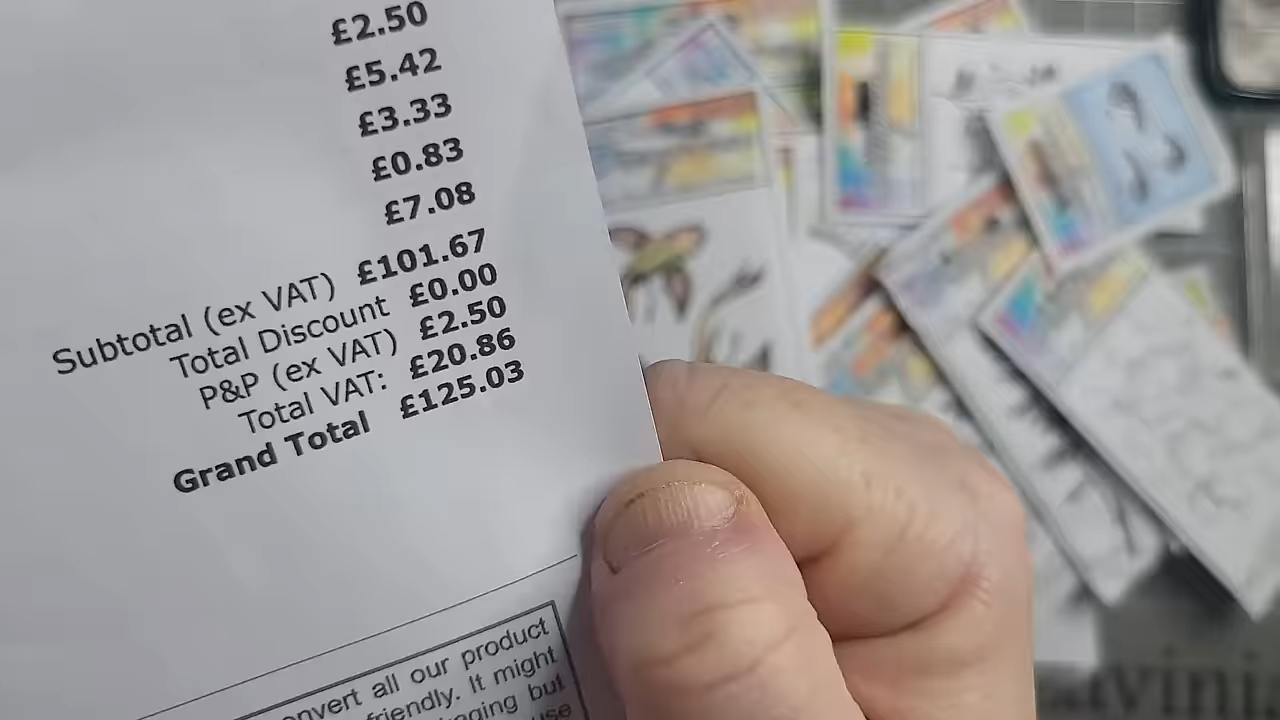 £2.50
£5.42
£3.33
£0.83
£7.08
Subtotal (ex VAT) £101.67
Total Discount £0.00
P&P (ex VAT) £2.50
Total VAT: £20.86
Grand Total £125.03
all our product
friendly. It might
but